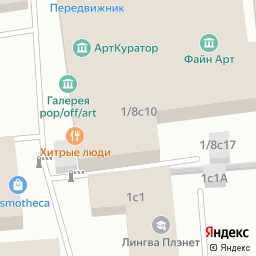 Передвижник
АртКуратор
Файн Арт
Галерея
pop/off/art
1/8с10
Хитрые люди
1/8с17
1с1А
smotheca
1с1
Лингва Плэнет
Яндекс
© Участники